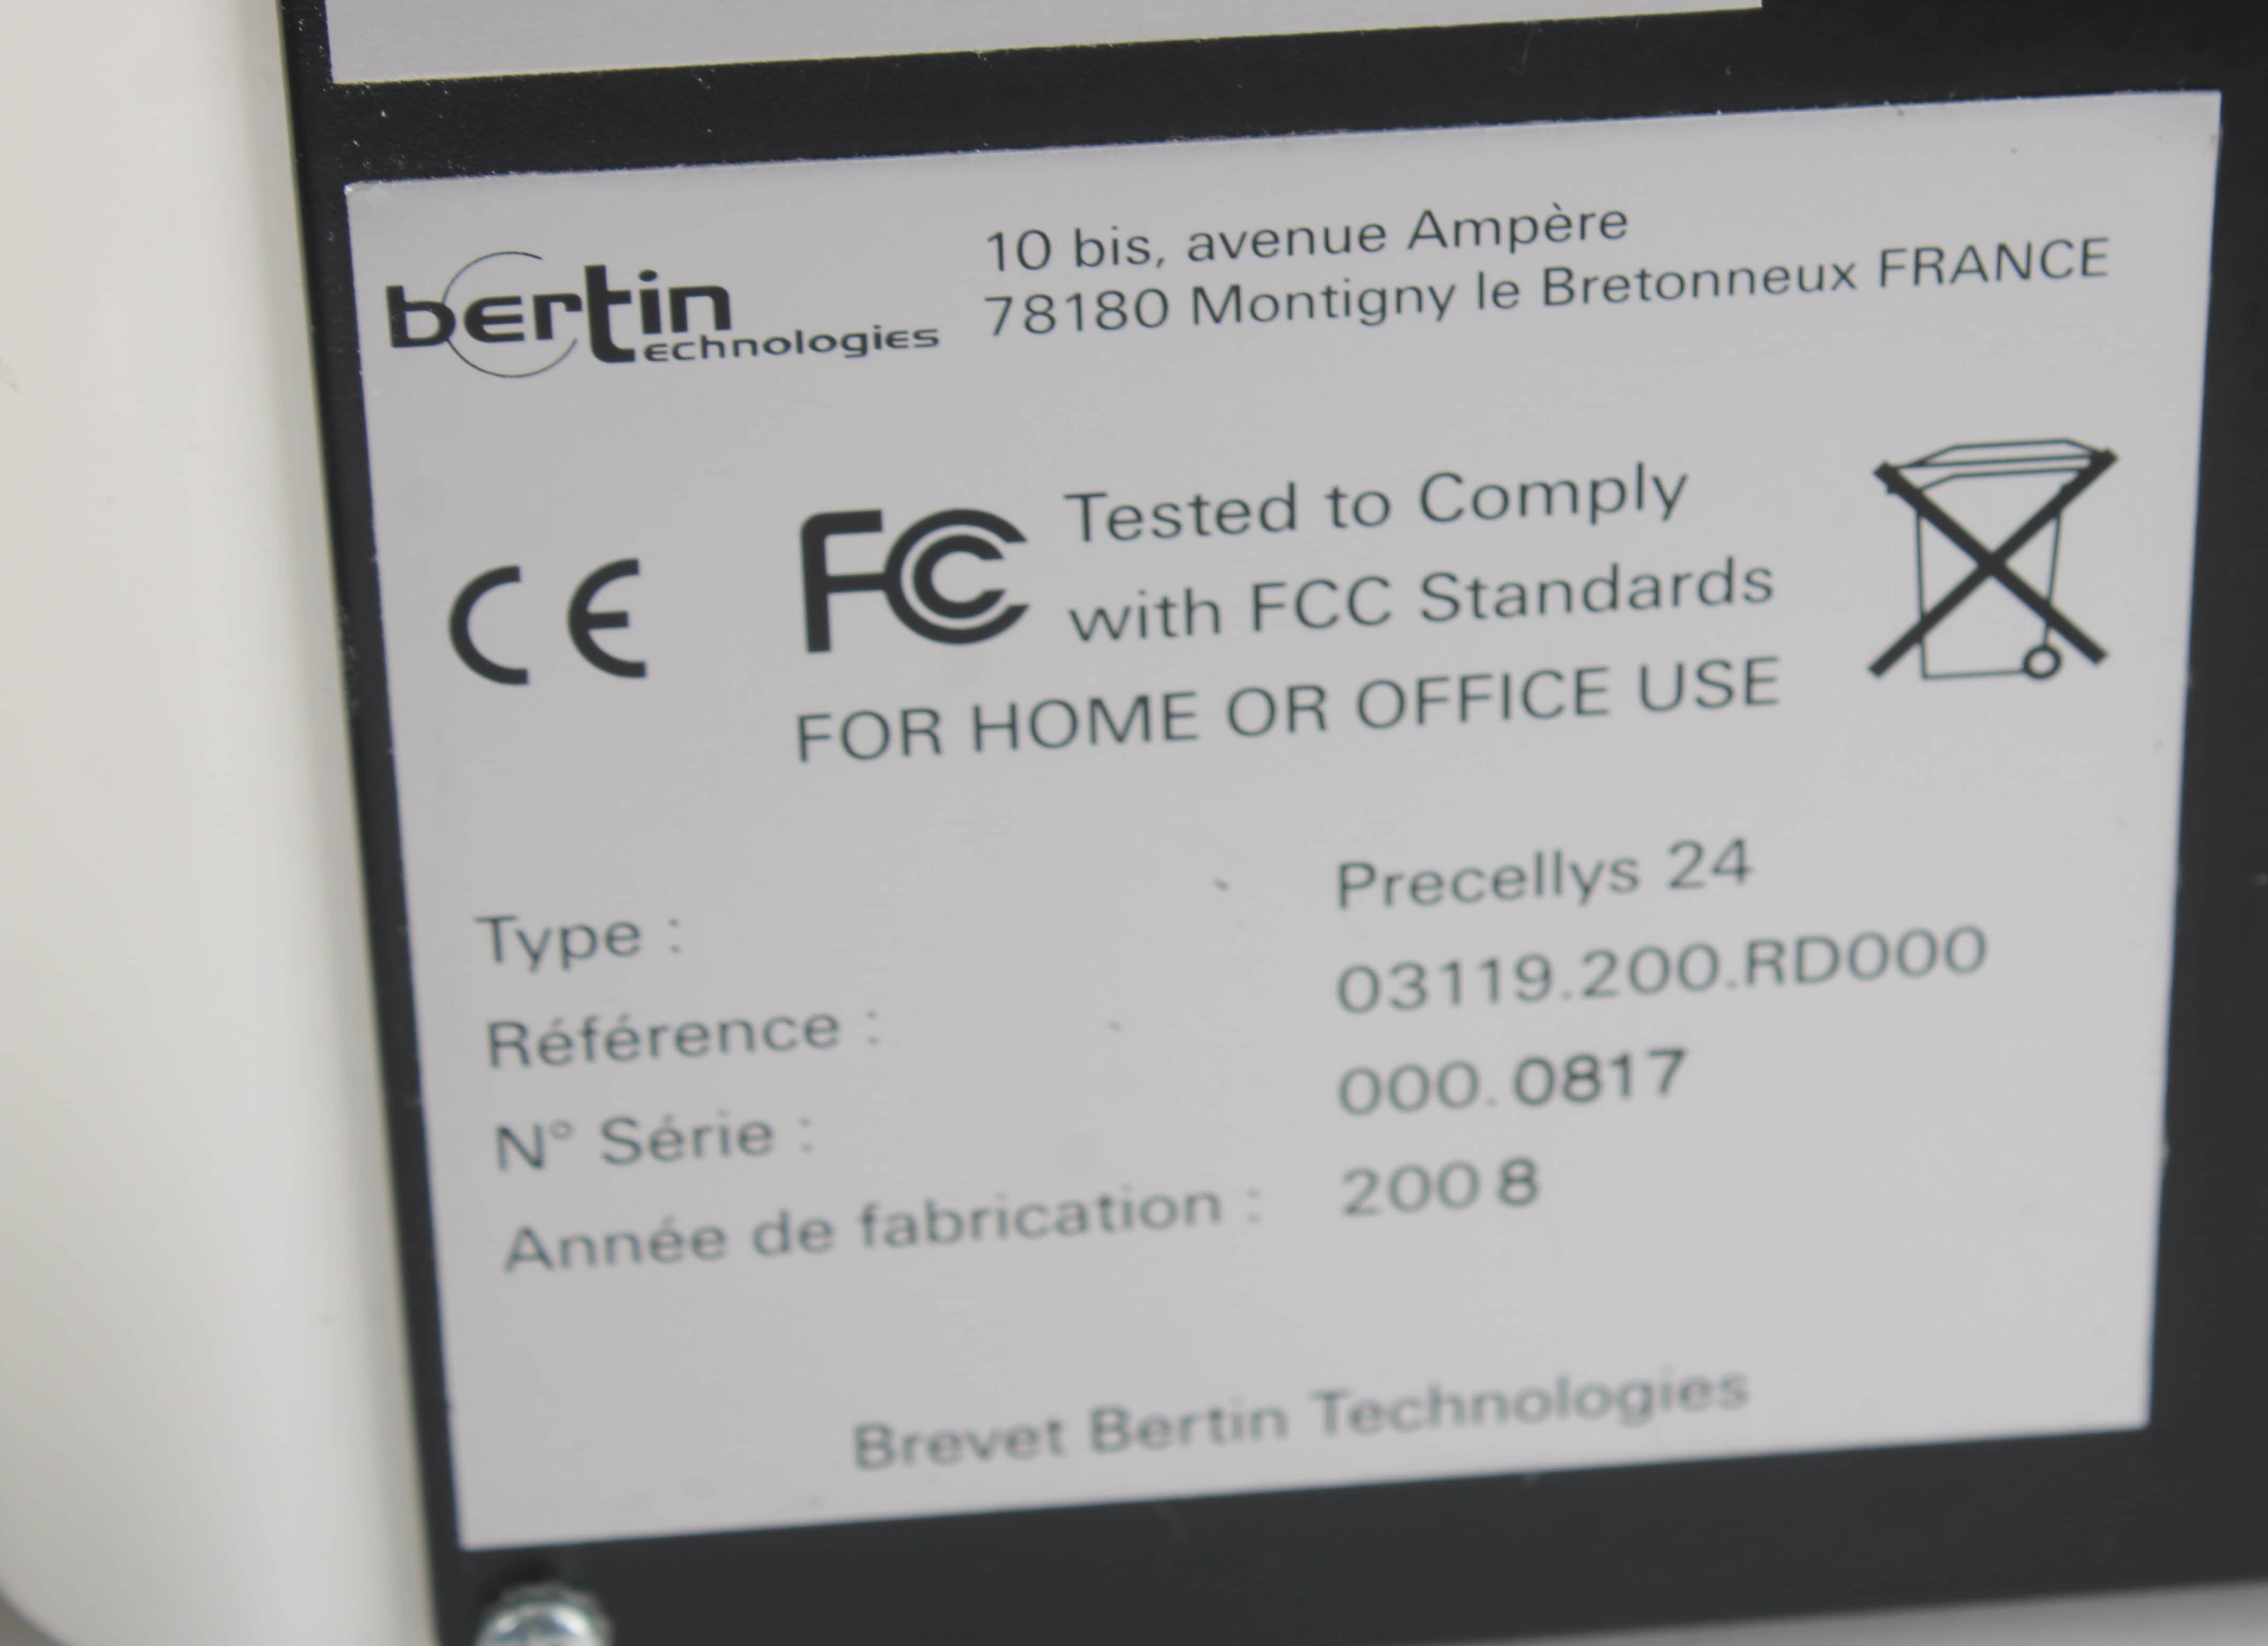 bertin technologies
10 bis, avenue Ampère
78180 Montigny le Bretonneux FRANCE
CE
FC Tested to Comply
with FCC Standards
FOR HOME OR OFFICE USE
Type : Precellys 24
Référence : 03119.200.RD000
N° Série : 000.0817
Année de fabrication : 2008
Brevet Bertin Technologies